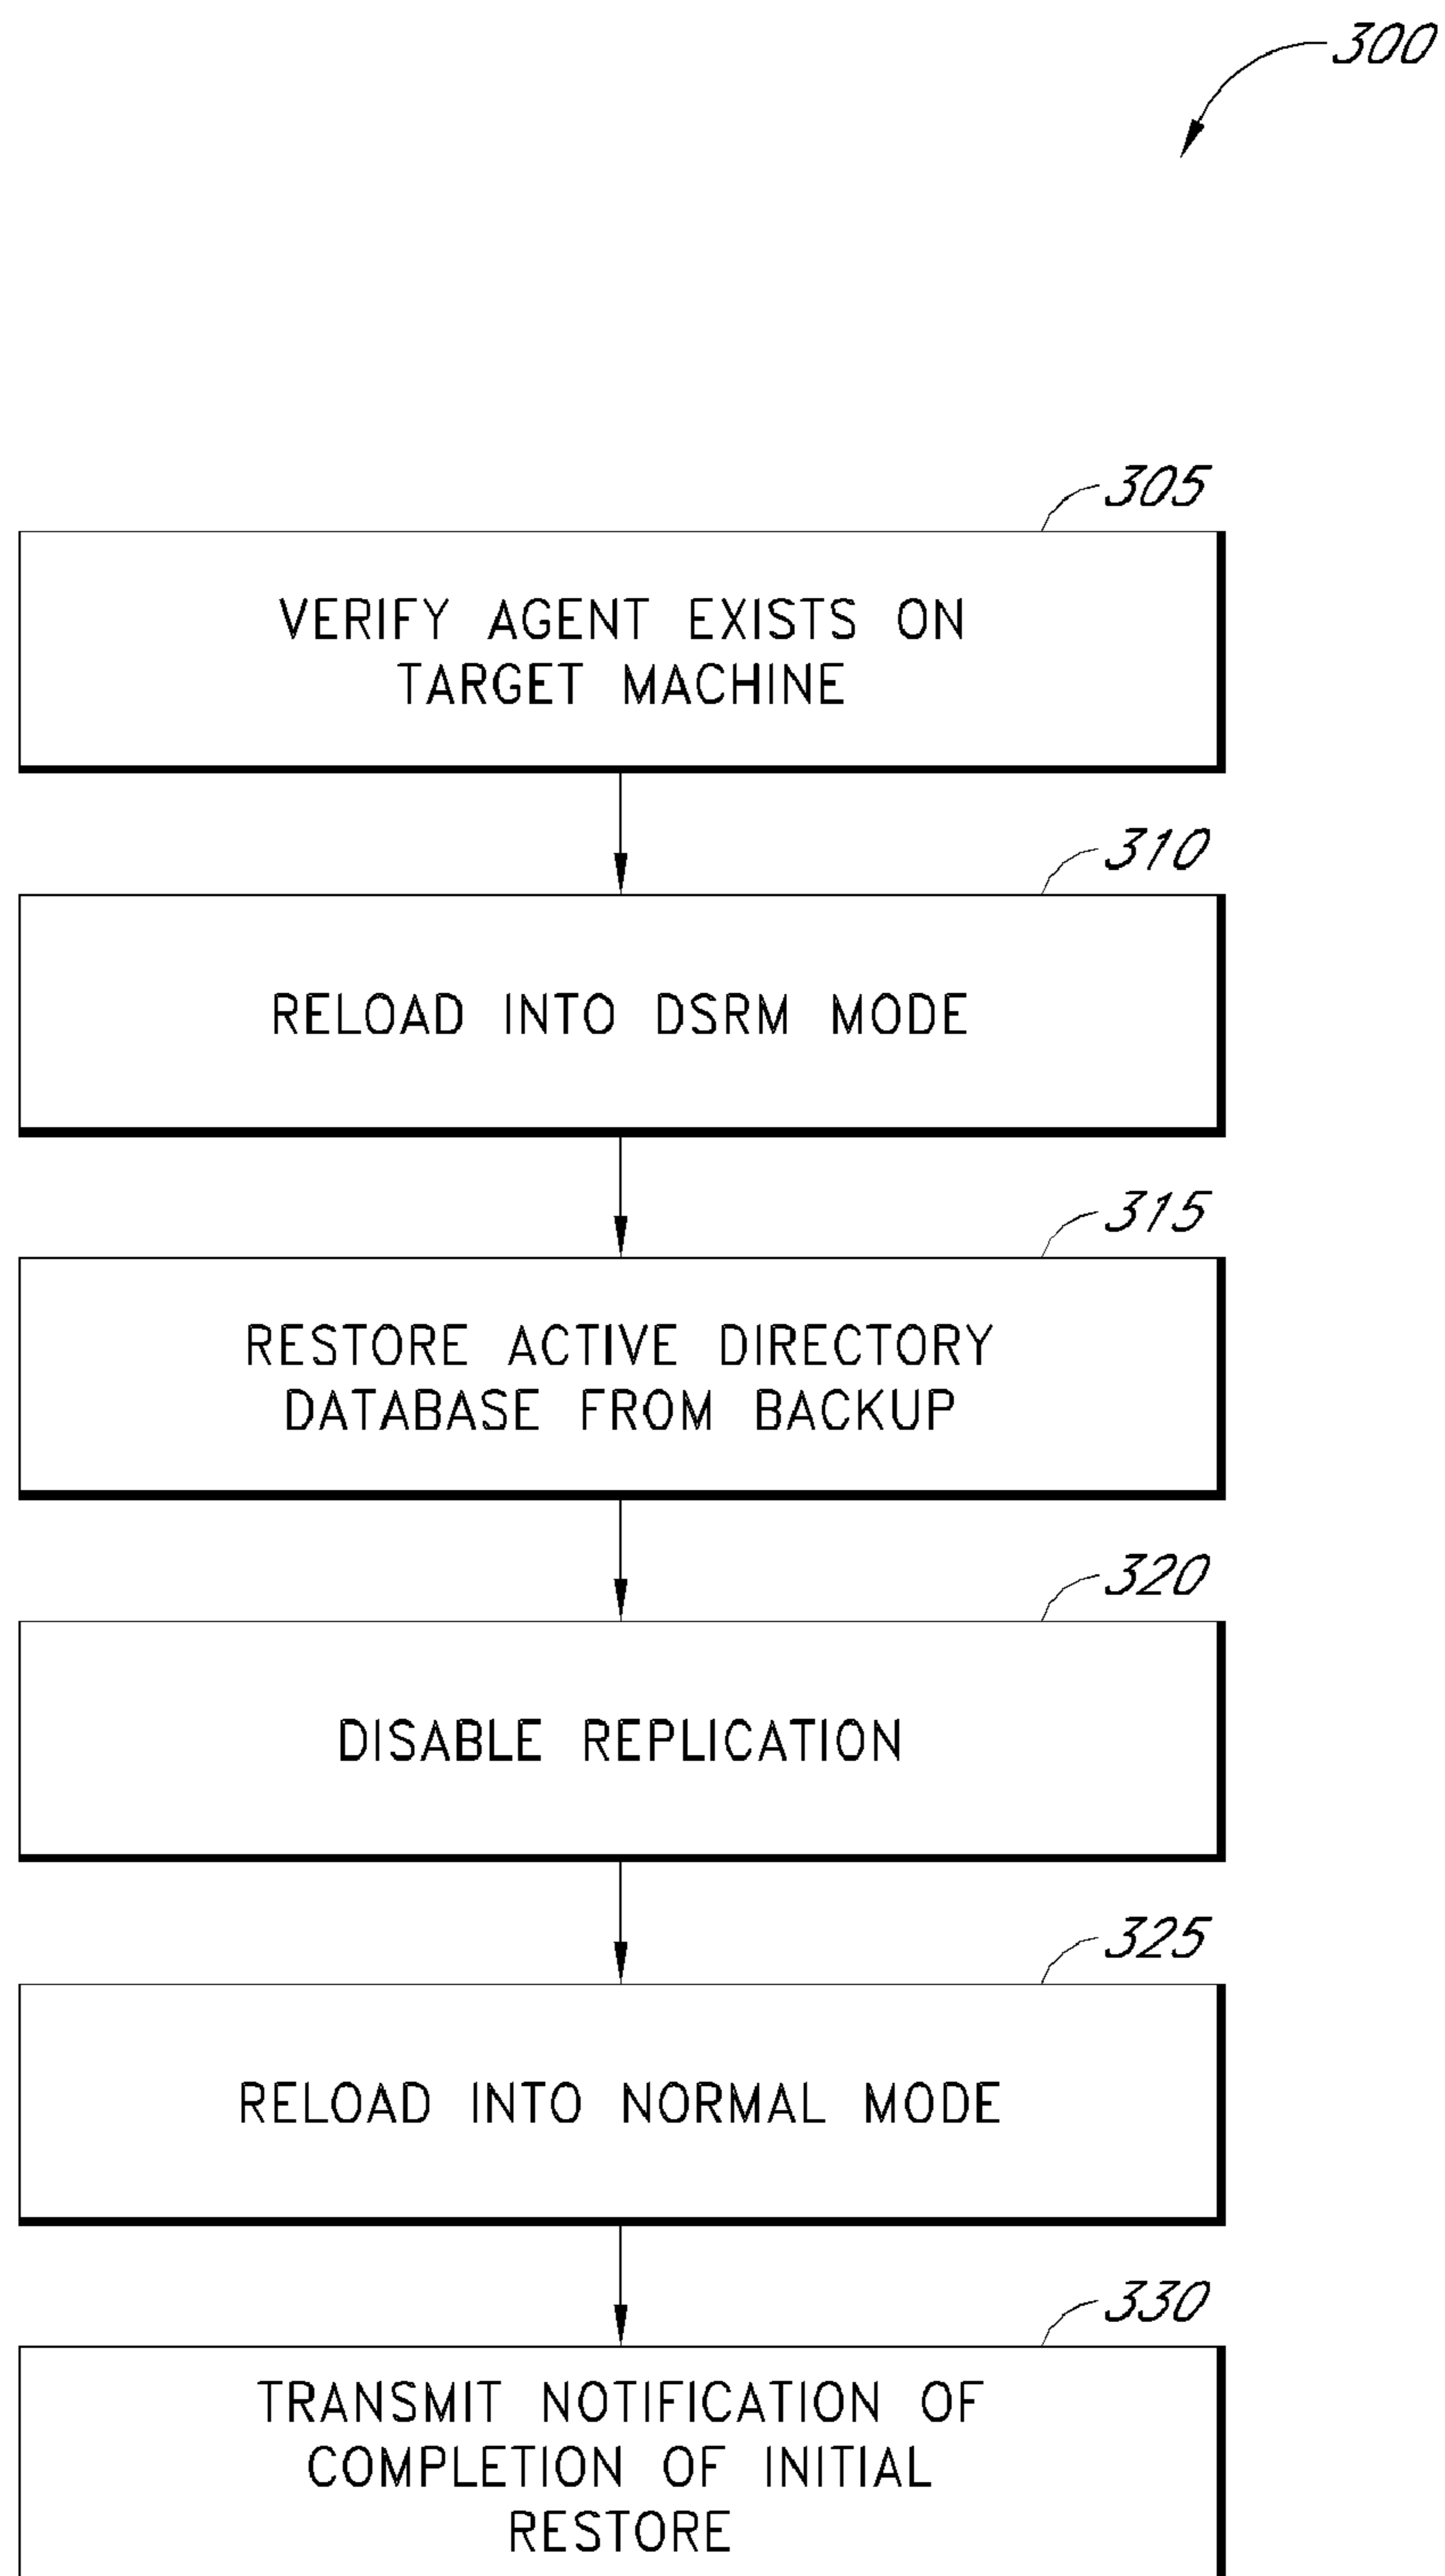 300
305
VERIFY AGENT EXISTS ON
TARGET MACHINE
310
RELOAD INTO DSRM MODE
315
RESTORE ACTIVE DIRECTORY
DATABASE FROM BACKUP
320
DISABLE REPLICATION
325
RELOAD INTO NORMAL MODE
330
TRANSMIT NOTIFICATION OF
COMPLETION OF INITIAL
RESTORE